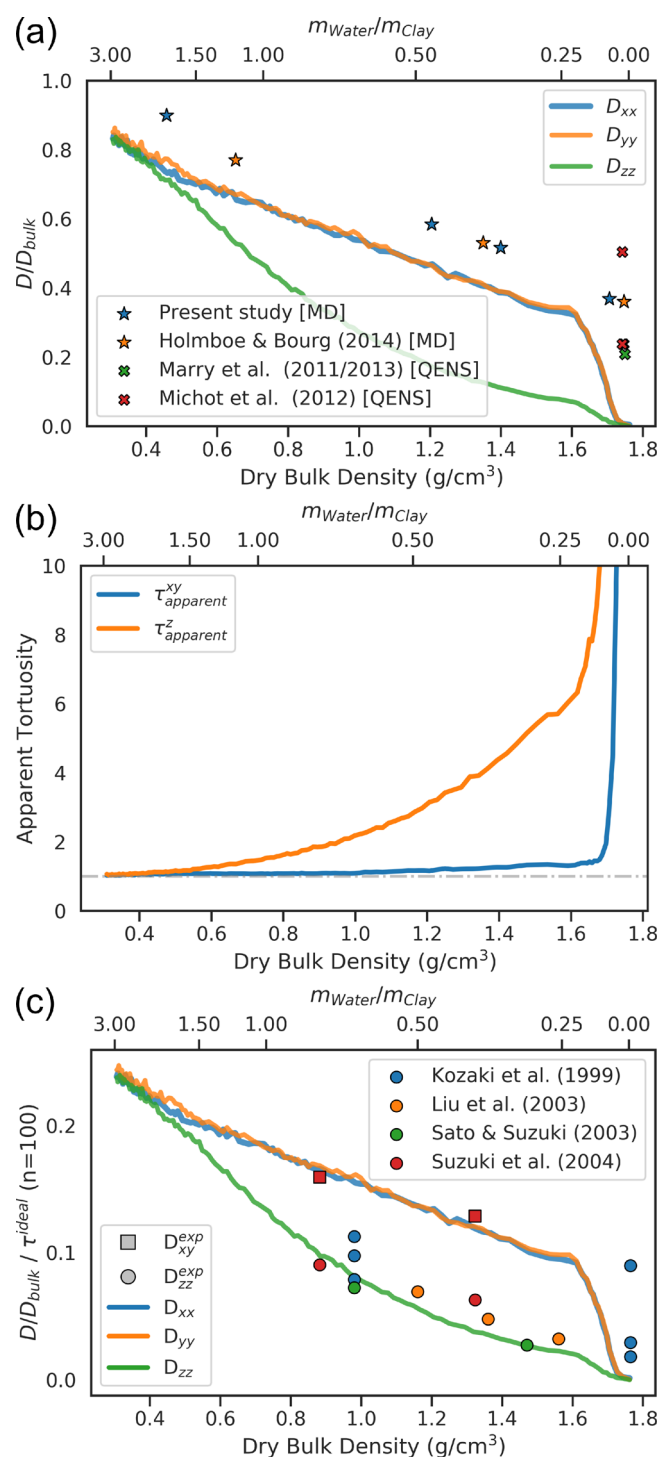 (a)
m_Water/m_Clay
3.00 1.50 1.00 0.50 0.25 0.00
1.0
0.8
0.6
0.4
0.2
0.0
D/D_bulk
D_xx
D_yy
D_zz
Present study [MD]
Holmboe & Bourg (2014) [MD]
Marry et al. (2011/2013) [QENS]
Michot et al. (2012) [QENS]
0.4 0.6 0.8 1.0 1.2 1.4 1.6 1.8
Dry Bulk Density (g/cm³)
(b)
m_Water/m_Clay
3.00 1.50 1.00 0.50 0.25 0.00
10
8
6
4
2
0
Apparent Tortuosity
τ^xy_apparent
τ^z_apparent
0.4 0.6 0.8 1.0 1.2 1.4 1.6 1.8
Dry Bulk Density (g/cm³)
(c)
m_Water/m_Clay
3.00 1.50 1.00 0.50 0.25 0.00
0.2
0.1
0.0
D/D_bulk / τ^ideal (n=100)
Kozaki et al. (1999)
Liu et al. (2003)
Sato & Suzuki (2003)
Suzuki et al. (2004)
D^exp_xy
D^exp_zz
D_xx
D_yy
D_zz
0.4 0.6 0.8 1.0 1.2 1.4 1.6 1.8
Dry Bulk Density (g/cm³)